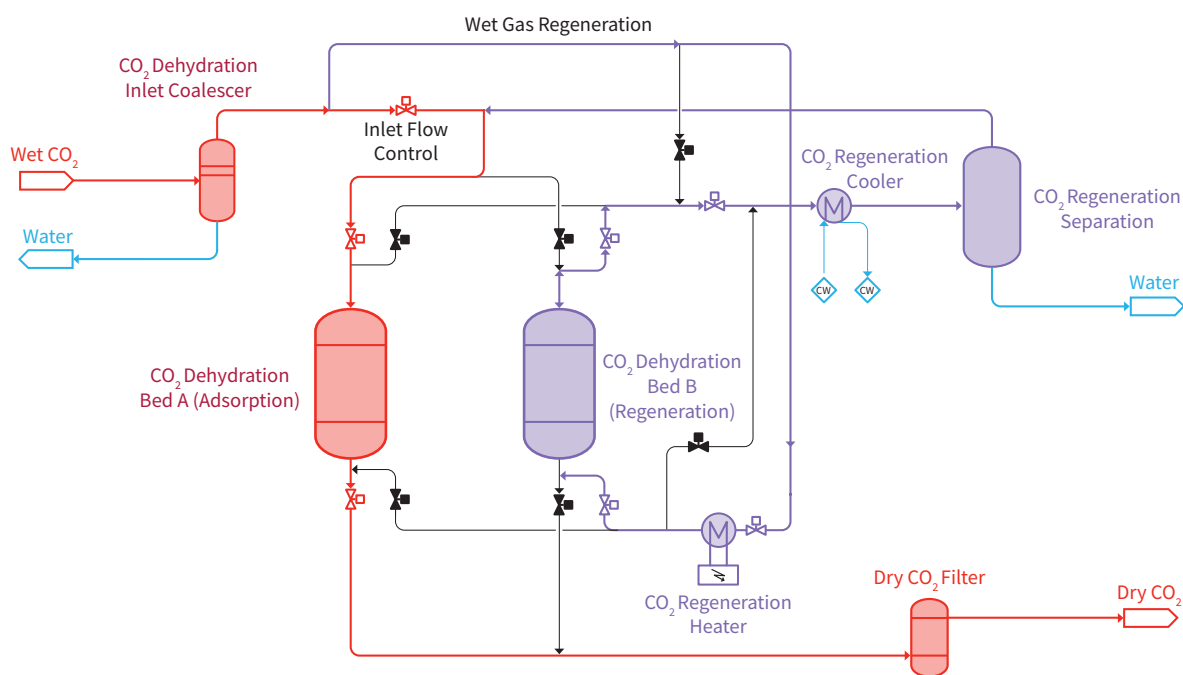 Wet Gas Regeneration
CO₂ Dehydration
Inlet Coalescer
Inlet Flow
Control
Wet CO₂
Water
CO₂ Regeneration
Cooler
CO₂ Regeneration
Separation
CW
CW
Water
CO₂ Dehydration
Bed A (Adsorption)
CO₂ Dehydration
Bed B
(Regeneration)
M
M
CO₂ Regeneration
Heater
Dry CO₂ Filter
Dry CO₂